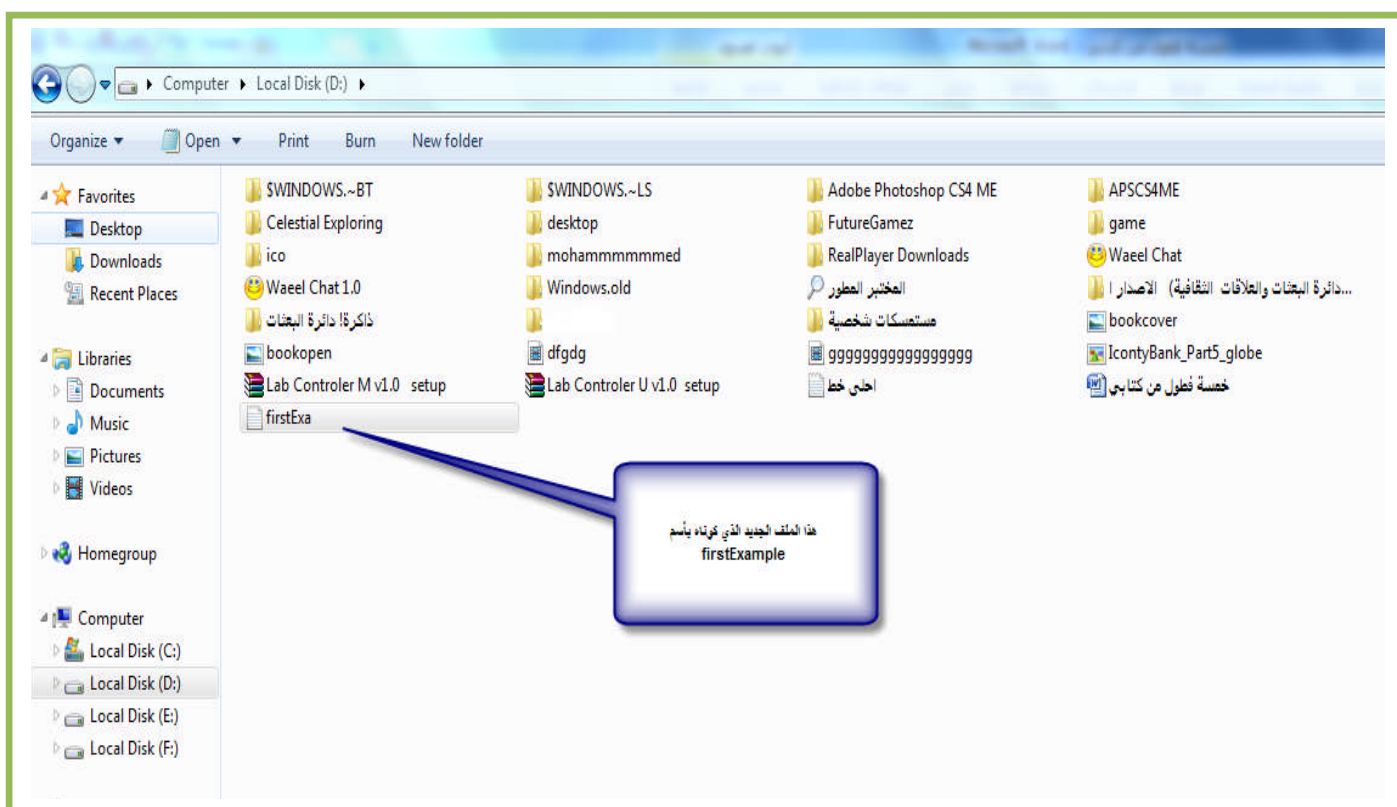 Computer ▸ Local Disk (D:) ▸
Organize Open Print Burn New folder
Favorites
Desktop
Downloads
Recent Places
Libraries
Documents
Music
Pictures
Videos
Homegroup
Computer
Local Disk (C:)
Local Disk (D:)
Local Disk (E:)
Local Disk (F:)
$WINDOWS.~BT $WINDOWS.~LS Adobe Photoshop CS4 ME APSCS4ME
Celestial Exploring desktop FutureGamez game
ico mohammmmmmed RealPlayer Downloads Waeel Chat
Waeel Chat 1.0 Windows.old المختبر المطور دائرة البعثات والعلاقات الثقافية) الاصدار ا...
ذاكرة! دائرة البعثات مستمسكات شخصية bookcover
bookopen dfgdg ggggggggggggggggg IcontyBank_Part5_globe
Lab Controler M v1.0 setup Lab Controler U v1.0 setup احلى خط خمسة فطول من كتابي
firstExa
هذا الملف الجديد الذي كوناه بأسم
firstExample